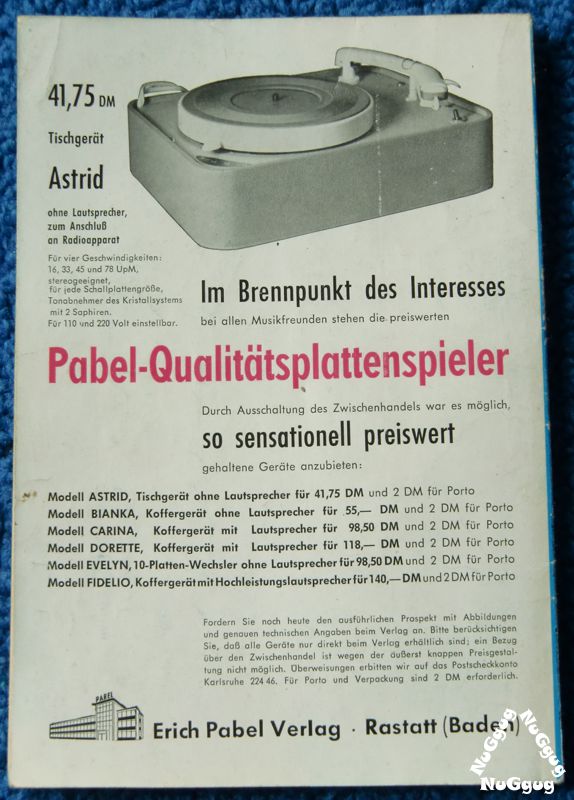 41,75 DM
Tischgerät
Astrid
ohne Lautsprecher,
zum Anschluß
an Radioapparat
Für vier Geschwindigkeiten:
16, 33, 45 und 78 UpM,
stereogeeignet,
für jede Schallplattengröße,
Tonabnehmer des Kristallsystems
mit 2 Saphiren.
Für 110 und 220 Volt einstellbar.
Im Brennpunkt des Interesses
bei allen Musikfreunden stehen die preiswerten
Pabel-Qualitätsplattenspieler
Durch Ausschaltung des Zwischenhandels war es möglich,
so sensationell preiswert
gehaltene Geräte anzubieten:
Modell ASTRID, Tischgerät ohne Lautsprecher für 41,75 DM und 2 DM für Porto
Modell BIANKA, Koffergerät ohne Lautsprecher für 55,— DM und 2 DM für Porto
Modell CARINA, Koffergerät mit Lautsprecher für 98,50 DM und 2 DM für Porto
Modell DORETTE, Koffergerät mit Lautsprecher für 118,— DM und 2 DM für Porto
Modell EVELYN, 10-Platten-Wechsler ohne Lautsprecher für 98,50 DM und 2 DM für Porto
Modell FIDELIO, Koffergerät mit Hochleistungslautsprecher für 140,— DM und 2 DM für Porto
Fordern Sie noch heute den ausführlichen Prospekt mit Abbildungen
und genauen technischen Angaben beim Verlag an. Bitte berücksichtigen
Sie, daß alle Geräte nur direkt beim Verlag erhältlich sind; ein Bezug
über den Zwischenhandel ist wegen der äußerst knappen Preisgestal-
tung nicht möglich. Überweisungen erbitten wir auf das Postscheckkonto
Karlsruhe 224 46. Für Porto und Verpackung sind 2 DM erforderlich.
PABEL
Erich Pabel Verlag · Rastatt (Baden)
NuGgug
NuGgug
NuGgug